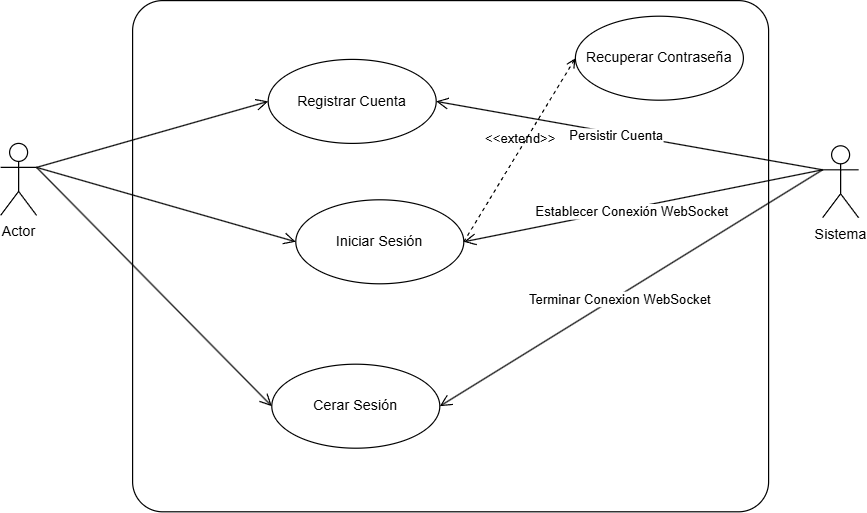 Recuperar Contraseña
Registrar Cuenta
<<extend>>
Persistir Cuenta
Establecer Conexión WebSocket
Actor
Sistema
Iniciar Sesión
Terminar Conexion WebSocket
Cerar Sesión